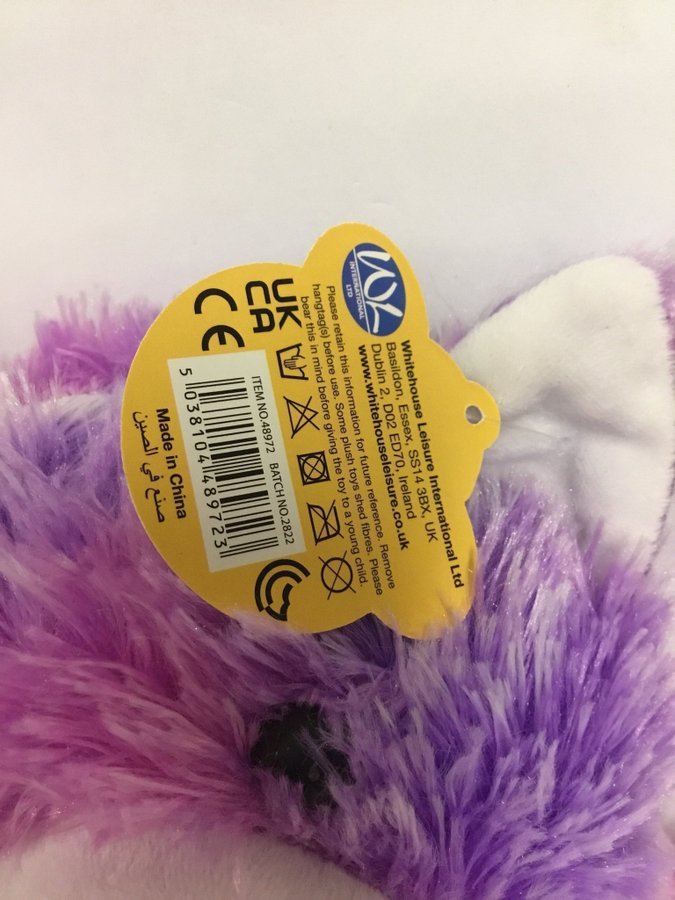 WL
INTERNATIONAL
LTD
Whitehouse Leisure International Ltd
Basildon, Essex, SS14 3BX, UK
Dublin 2, D02 ED70, Ireland
www.whitehouseleisure.co.uk
Please retain this information for future reference. Remove
hangtag(s) before use. Some plush toys shed fibres. Please
bear this in mind before giving the toy to a young child.
UK
CA
CE
ITEM NO.48972 BATCH NO.2822
5 038104 489723
Made in China
صنع في الصين